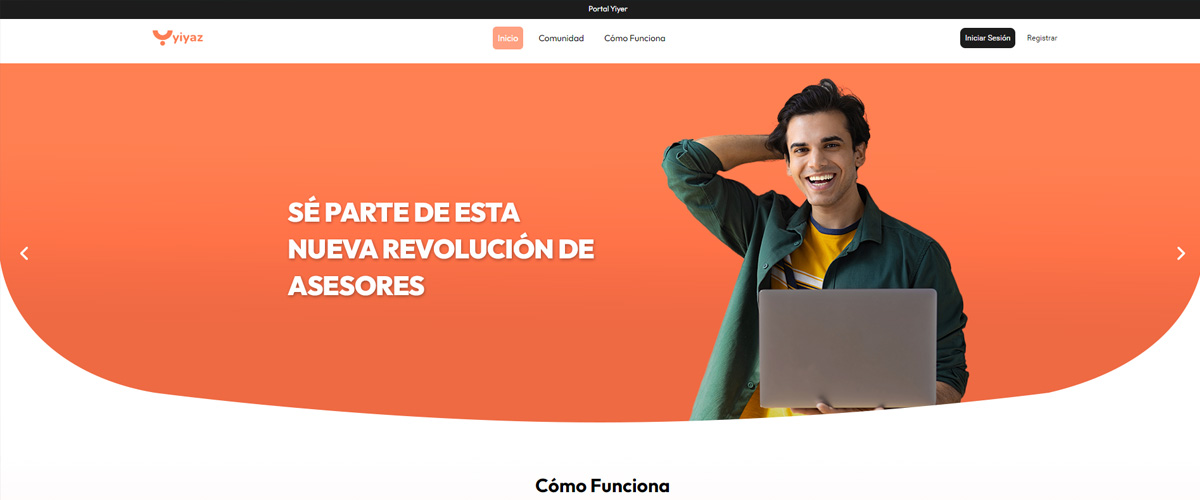 Portal Yiyer
yiyaz
Inicio
Comunidad
Cómo Funciona
Iniciar Sesión
Registrar
SÉ PARTE DE ESTA
NUEVA REVOLUCIÓN DE
ASESORES
Cómo Funciona